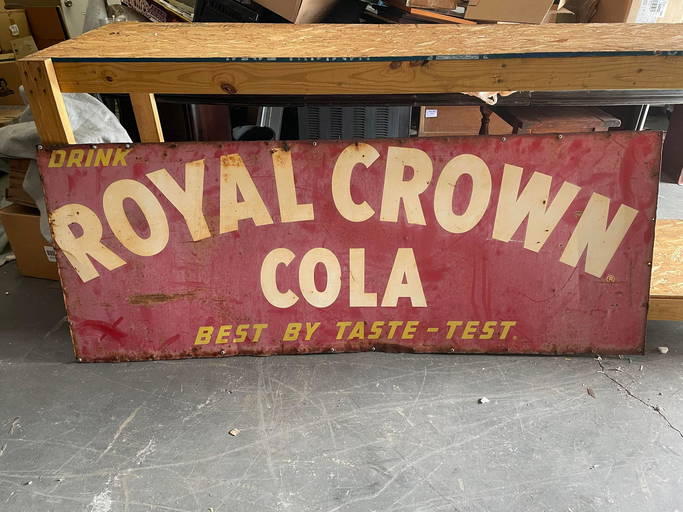 DRINK
ROYAL CROWN
COLA ®
BEST BY TASTE-TEST